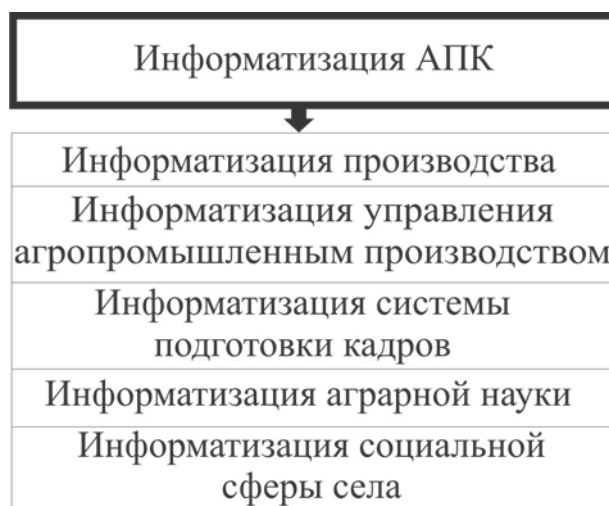 Информатизация АПК
Информатизация производства
Информатизация управления
агропромышленным производством
Информатизация системы
подготовки кадров
Информатизация аграрной науки
Информатизация социальной
сферы села